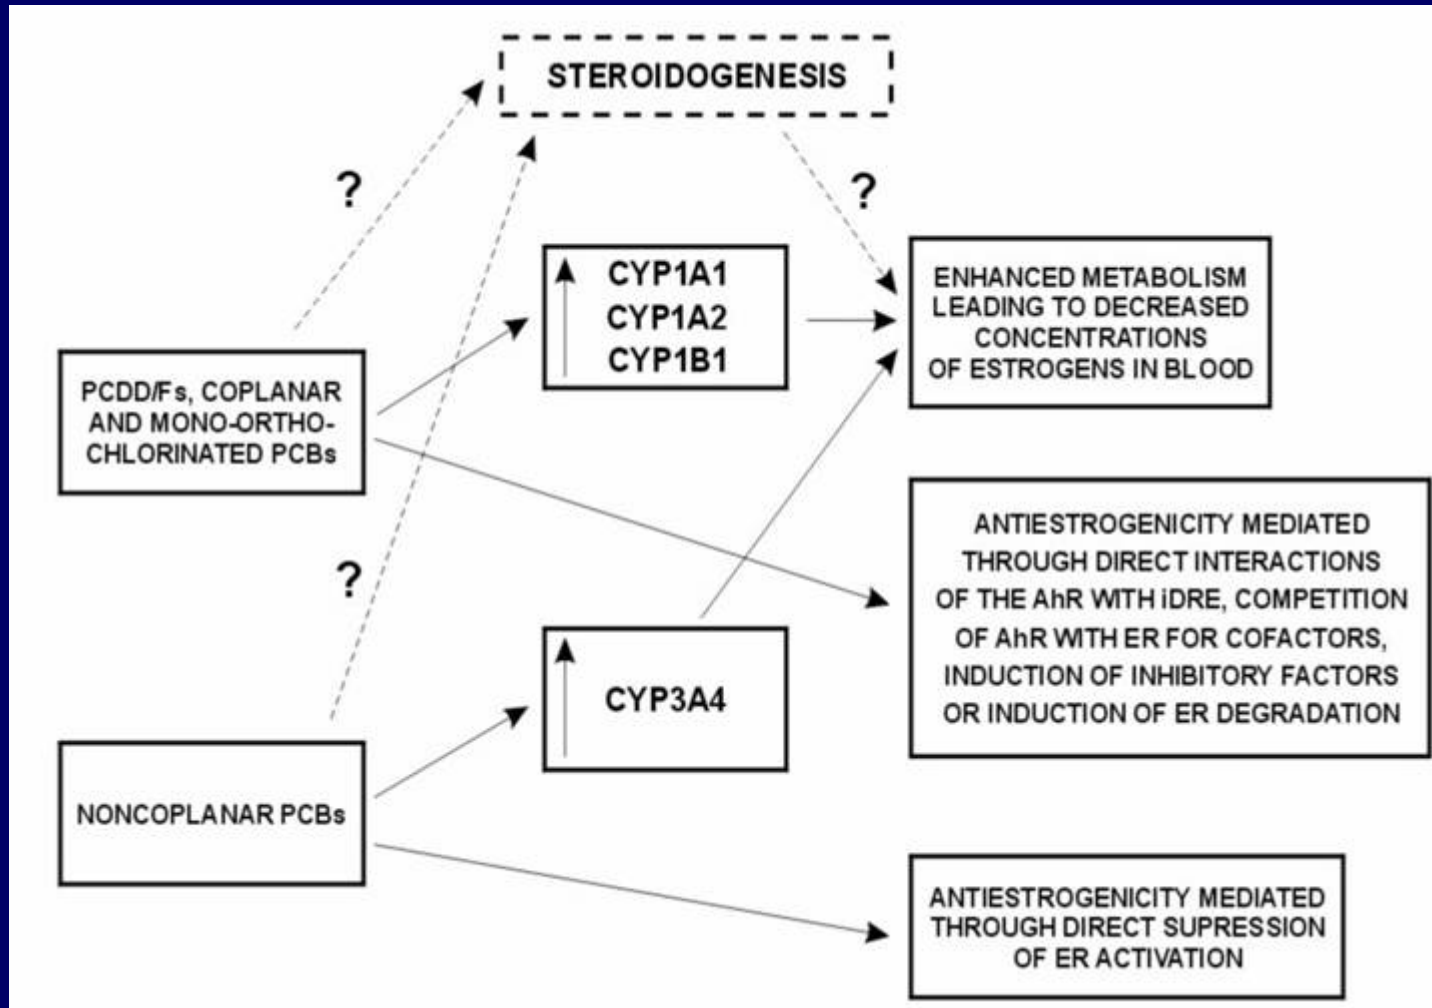 STEROIDOGENESIS
?
?
CYP1A1
CYP1A2
CYP1B1
ENHANCED METABOLISM
LEADING TO DECREASED
CONCENTRATIONS
OF ESTROGENS IN BLOOD
PCDD/Fs, COPLANAR
AND MONO-ORTHO-
CHLORINATED PCBs
ANTIESTROGENICITY MEDIATED
THROUGH DIRECT INTERACTIONS
OF THE AhR WITH iDRE, COMPETITION
OF AhR WITH ER FOR COFACTORS,
INDUCTION OF INHIBITORY FACTORS
OR INDUCTION OF ER DEGRADATION
?
CYP3A4
NONCOPLANAR PCBs
ANTIESTROGENICITY MEDIATED
THROUGH DIRECT SUPRESSION
OF ER ACTIVATION